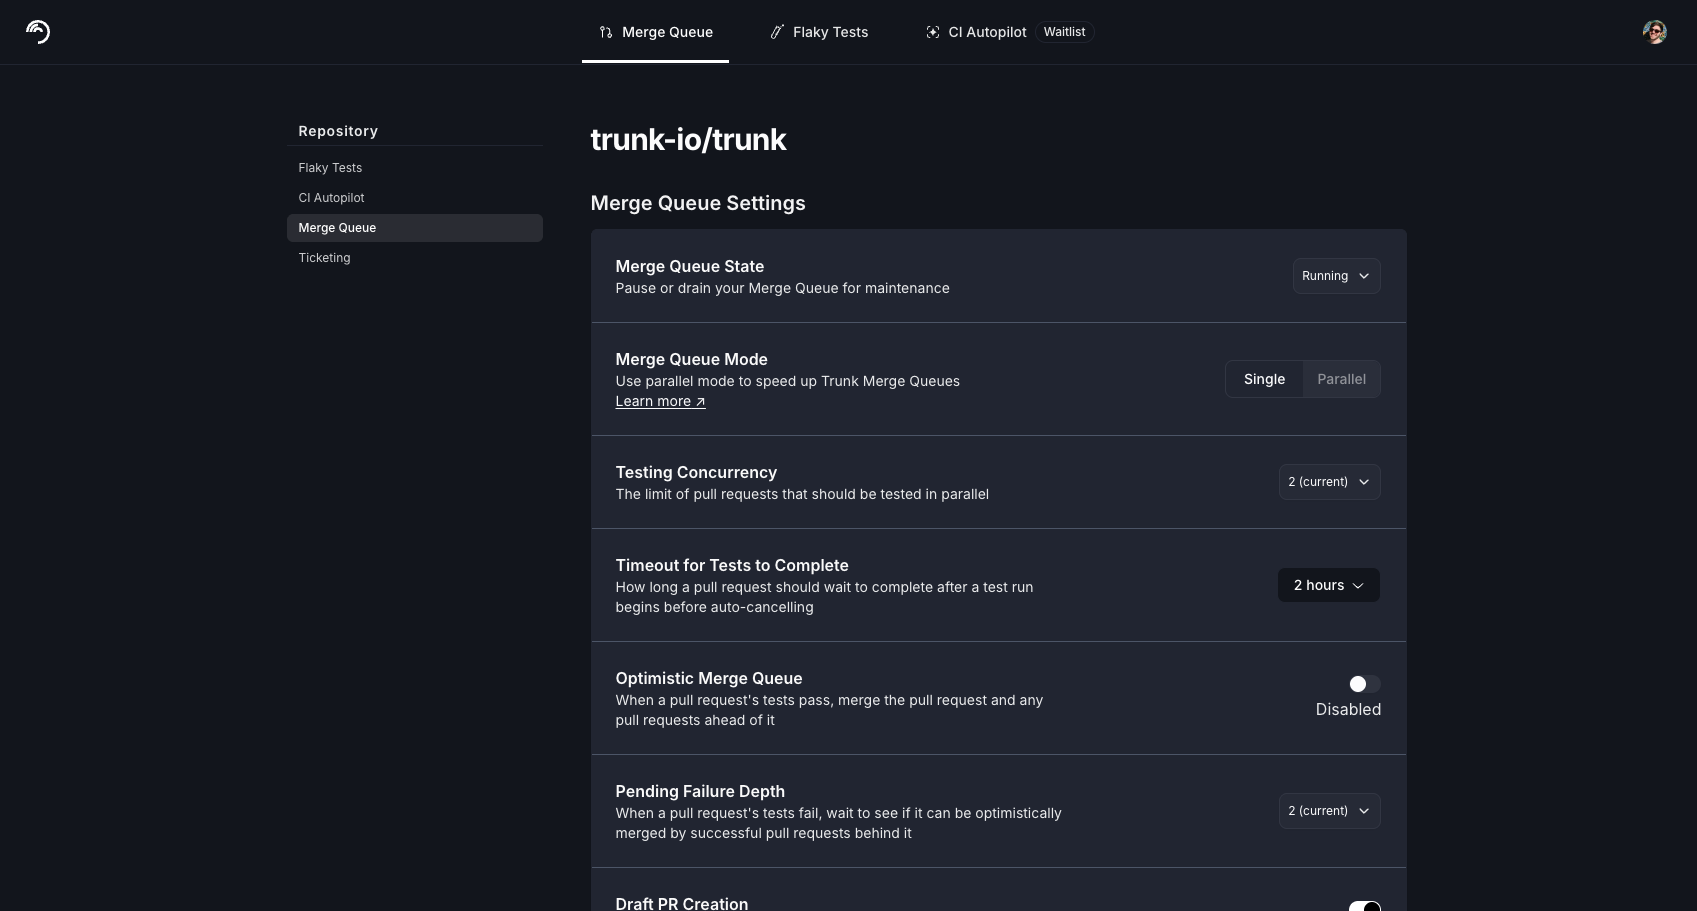 Merge Queue
Flaky Tests
CI Autopilot
Waitlist
Repository
Flaky Tests
CI Autopilot
Merge Queue
Ticketing
trunk-io/trunk
Merge Queue Settings
Merge Queue State
Pause or drain your Merge Queue for maintenance
Running
Merge Queue Mode
Use parallel mode to speed up Trunk Merge Queues
Learn more ↗
Single
Parallel
Testing Concurrency
The limit of pull requests that should be tested in parallel
2 (current)
Timeout for Tests to Complete
How long a pull request should wait to complete after a test run
begins before auto-cancelling
2 hours
Optimistic Merge Queue
When a pull request's tests pass, merge the pull request and any
pull requests ahead of it
Disabled
Pending Failure Depth
When a pull request's tests fail, wait to see if it can be optimistically
merged by successful pull requests behind it
2 (current)
Draft PR Creation